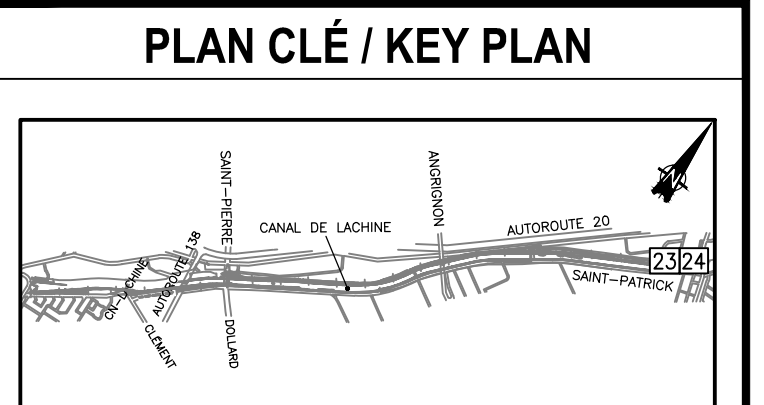 PLAN CLÉ / KEY PLAN
SAINT-PIERRE
ANGRIGNON
N
CANAL DE LACHINE
AUTOROUTE 20
AUTOROUTE 138
23 24
CN-LACHINE
SAINT-PATRICK
CLÉMENT
DOLLARD